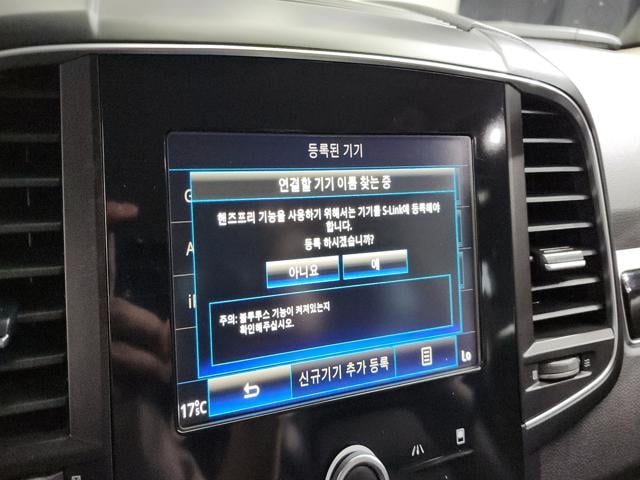 등록된 기기
연결할 기기 이름 찾는 중
G
핸즈프리 기능을 사용하기 위해서는 기기를 S-Link에 등록해야
합니다.
등록 하시겠습니까?
A
아니요 예
주의: 블루투스 기능이 켜져있는지
확인해주십시오.
신규기기 추가 등록
17°5C Lo